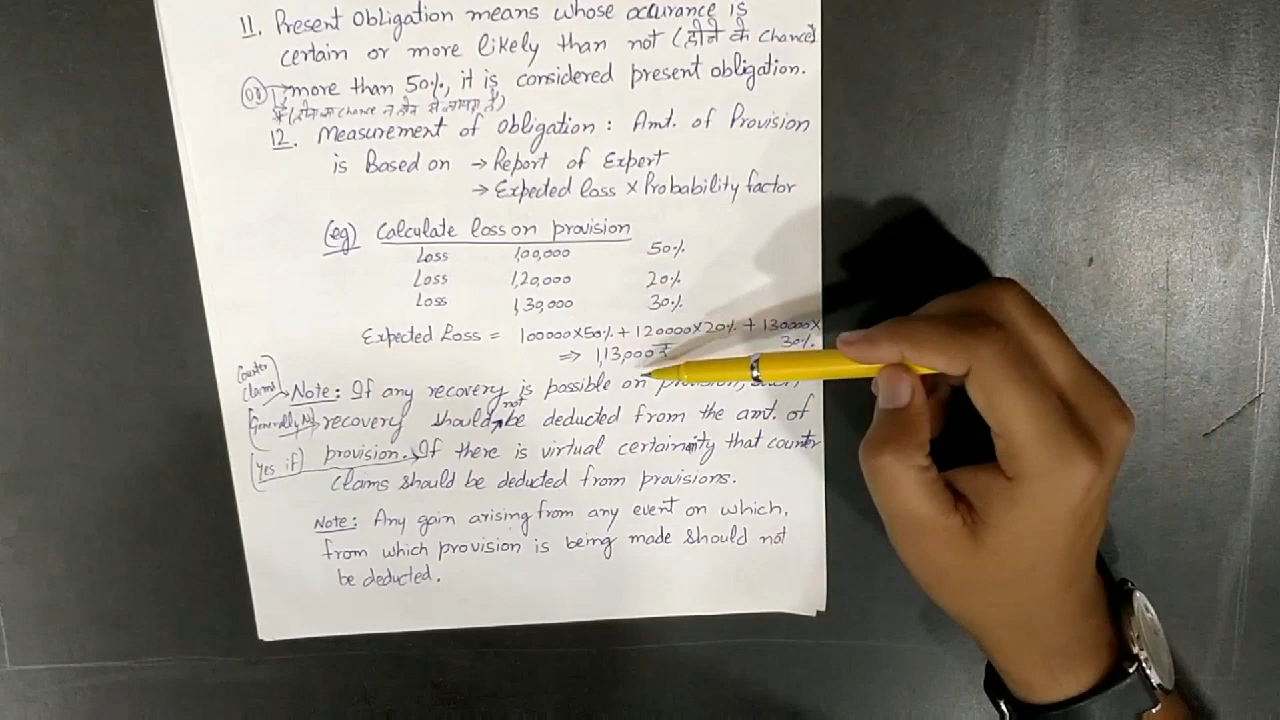 11. Present Obligation means whose occurance is
certain or more likely than not (होने के chances
(OR) → more than 50%, it is considered present obligation.
12. Measurement of Obligation : Amt. of Provision
is Based on → Report of Expert
→ Expected loss × Probability factor
(eg) Calculate loss on provision
Loss 1,00,000 50%
Loss 1,20,000 20%
Loss 1,30,000 30%
Expected Loss = 100000×50% + 120000×20% + 130000×
30%
⇒ 1,13,000₹
Counter
claims → Note: If any recovery is possible on
Generally No → recovery should not be deducted from the amt. of
(Yes if) provision. → If there is virtual certainity that counter
claims should be deducted from provisions.
Note: Any gain arising from any event on which,
from which provision is being made should not
be deducted.